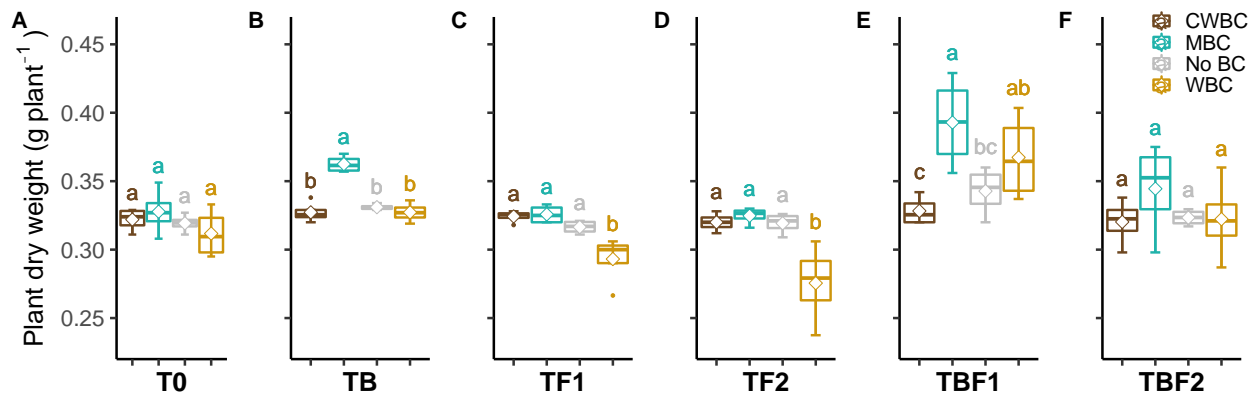 A B C D E F
Plant dry weight (g plant⁻¹)
0.45
0.40
0.35
0.30
0.25
a a a a
T0
b a b b
TB
a a a b
TF1
a a a b
TF2
c a bc ab
TBF1
a a a a
TBF2
CWBC
MBC
No BC
WBC